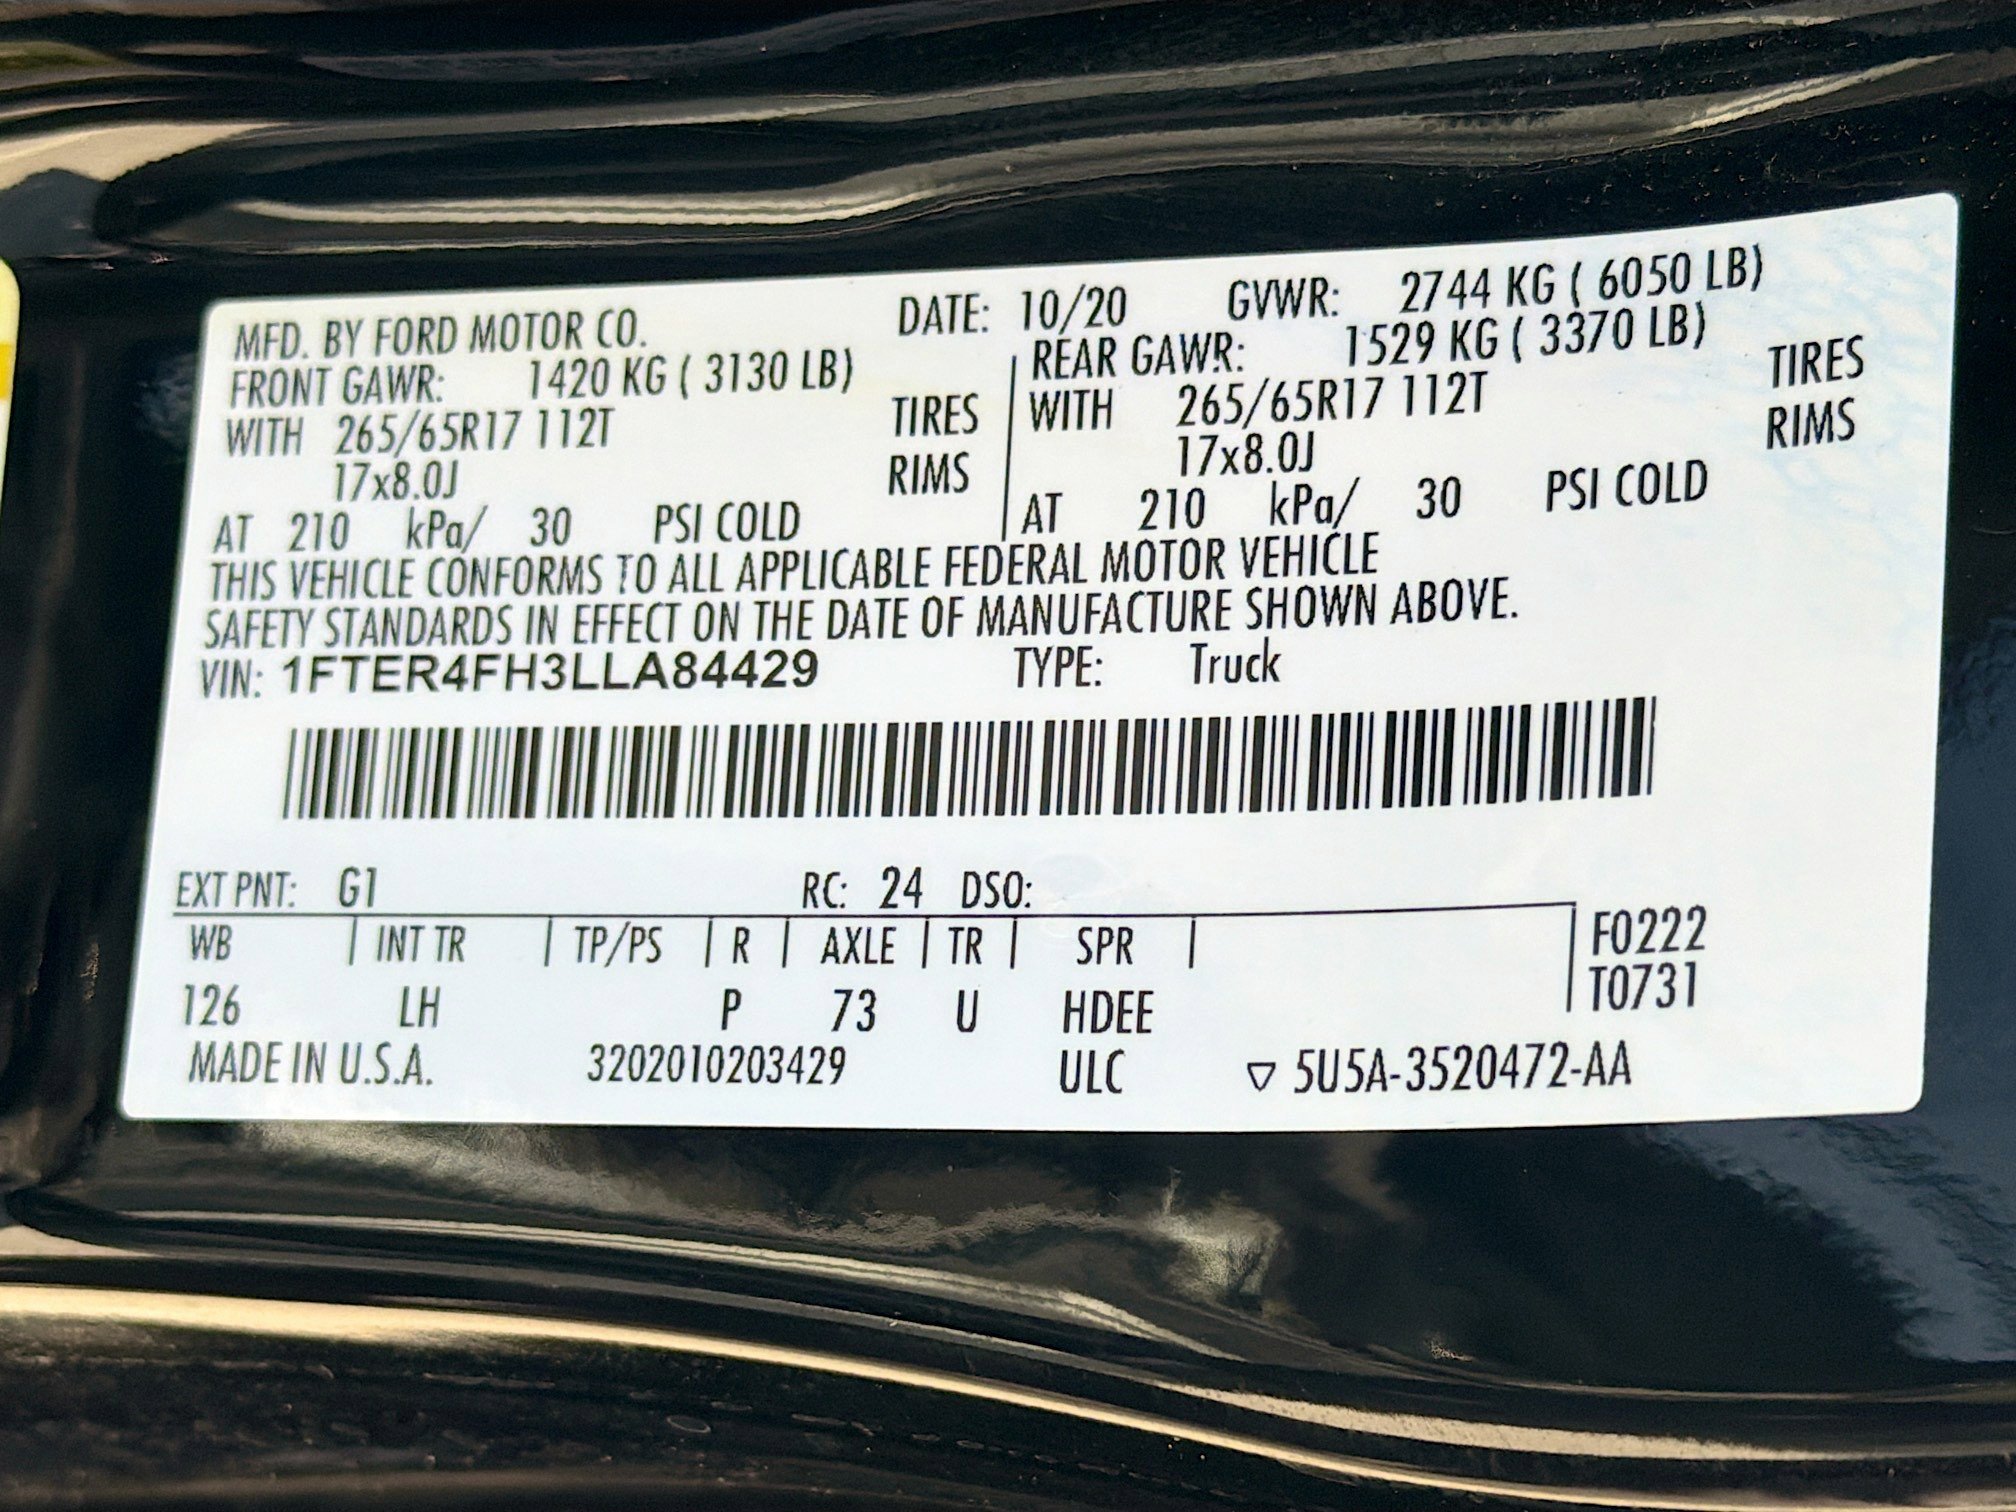 MFD. BY FORD MOTOR CO. DATE: 10/20 GVWR: 2744 KG ( 6050 LB)
FRONT GAWR: 1420 KG ( 3130 LB) REAR GAWR: 1529 KG ( 3370 LB)
WITH 265/65R17 112T TIRES WITH 265/65R17 112T TIRES
17x8.0J RIMS 17x8.0J RIMS
AT 210 kPa/ 30 PSI COLD AT 210 kPa/ 30 PSI COLD
THIS VEHICLE CONFORMS TO ALL APPLICABLE FEDERAL MOTOR VEHICLE
SAFETY STANDARDS IN EFFECT ON THE DATE OF MANUFACTURE SHOWN ABOVE.
VIN: 1FTER4FH3LLA84429 TYPE: Truck
EXT PNT: G1 RC: 24 DSO:
WB INT TR TP/PS R AXLE TR SPR F0222
T0731
126 LH P 73 U HDEE
MADE IN U.S.A. 3202010203429 ULC ▽ 5U5A-3520472-AA